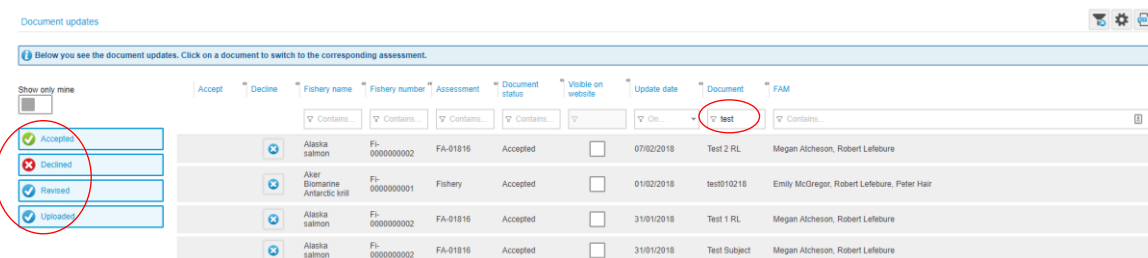 Document updates
Below you see the document updates. Click on a document to switch to the corresponding assessment.
Show only mine
Accepted
Declined
Revised
Uploaded
Accept Decline Fishery name Fishery number Assessment Document status Visible on website Update date Document FAM
Contains... Contains... Contains... Contains... On... test Contains...
Alaska salmon Fi-0000000002 FA-01816 Accepted 07/02/2018 Test 2 RL Megan Atcheson, Robert Lefebure
Aker Biomarine Antarctic krill Fi-0000000001 Fishery Accepted 01/02/2018 test010218 Emily McGregor, Robert Lefebure, Peter Hair
Alaska salmon Fi-0000000002 FA-01816 Accepted 31/01/2018 Test 1 RL Megan Atcheson, Robert Lefebure
Alaska salmon Fi-0000000002 FA-01816 Accepted 31/01/2018 Test Subject Megan Atcheson, Robert Lefebure